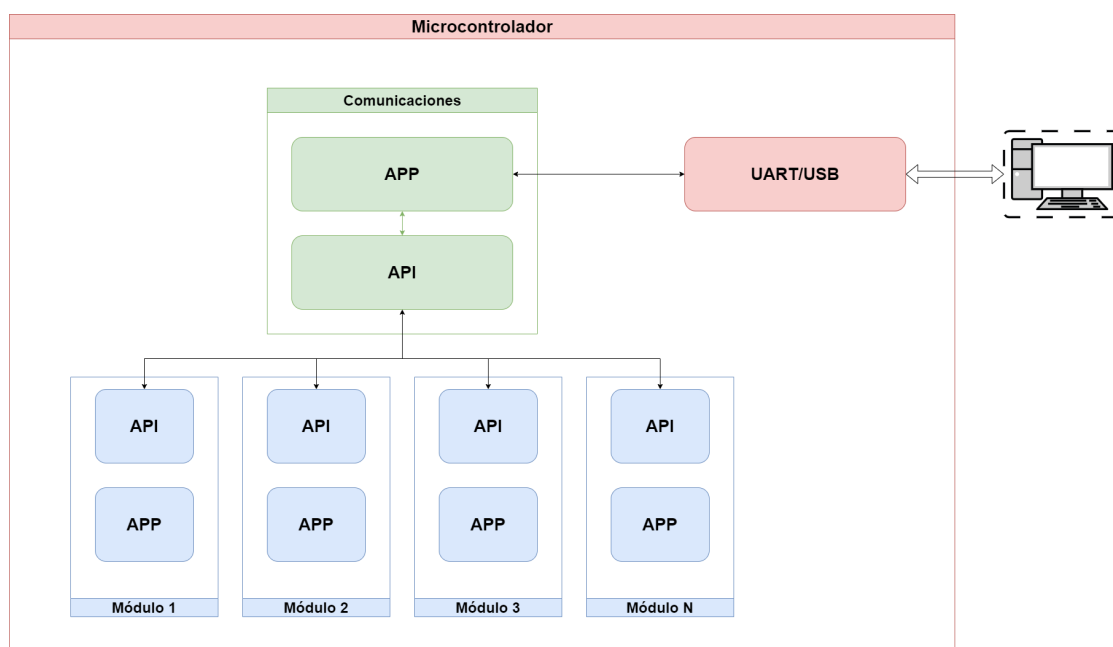 Microcontrolador
Comunicaciones
APP
UART/USB
API
API
API
API
API
APP
APP
APP
APP
Módulo 1
Módulo 2
Módulo 3
Módulo N